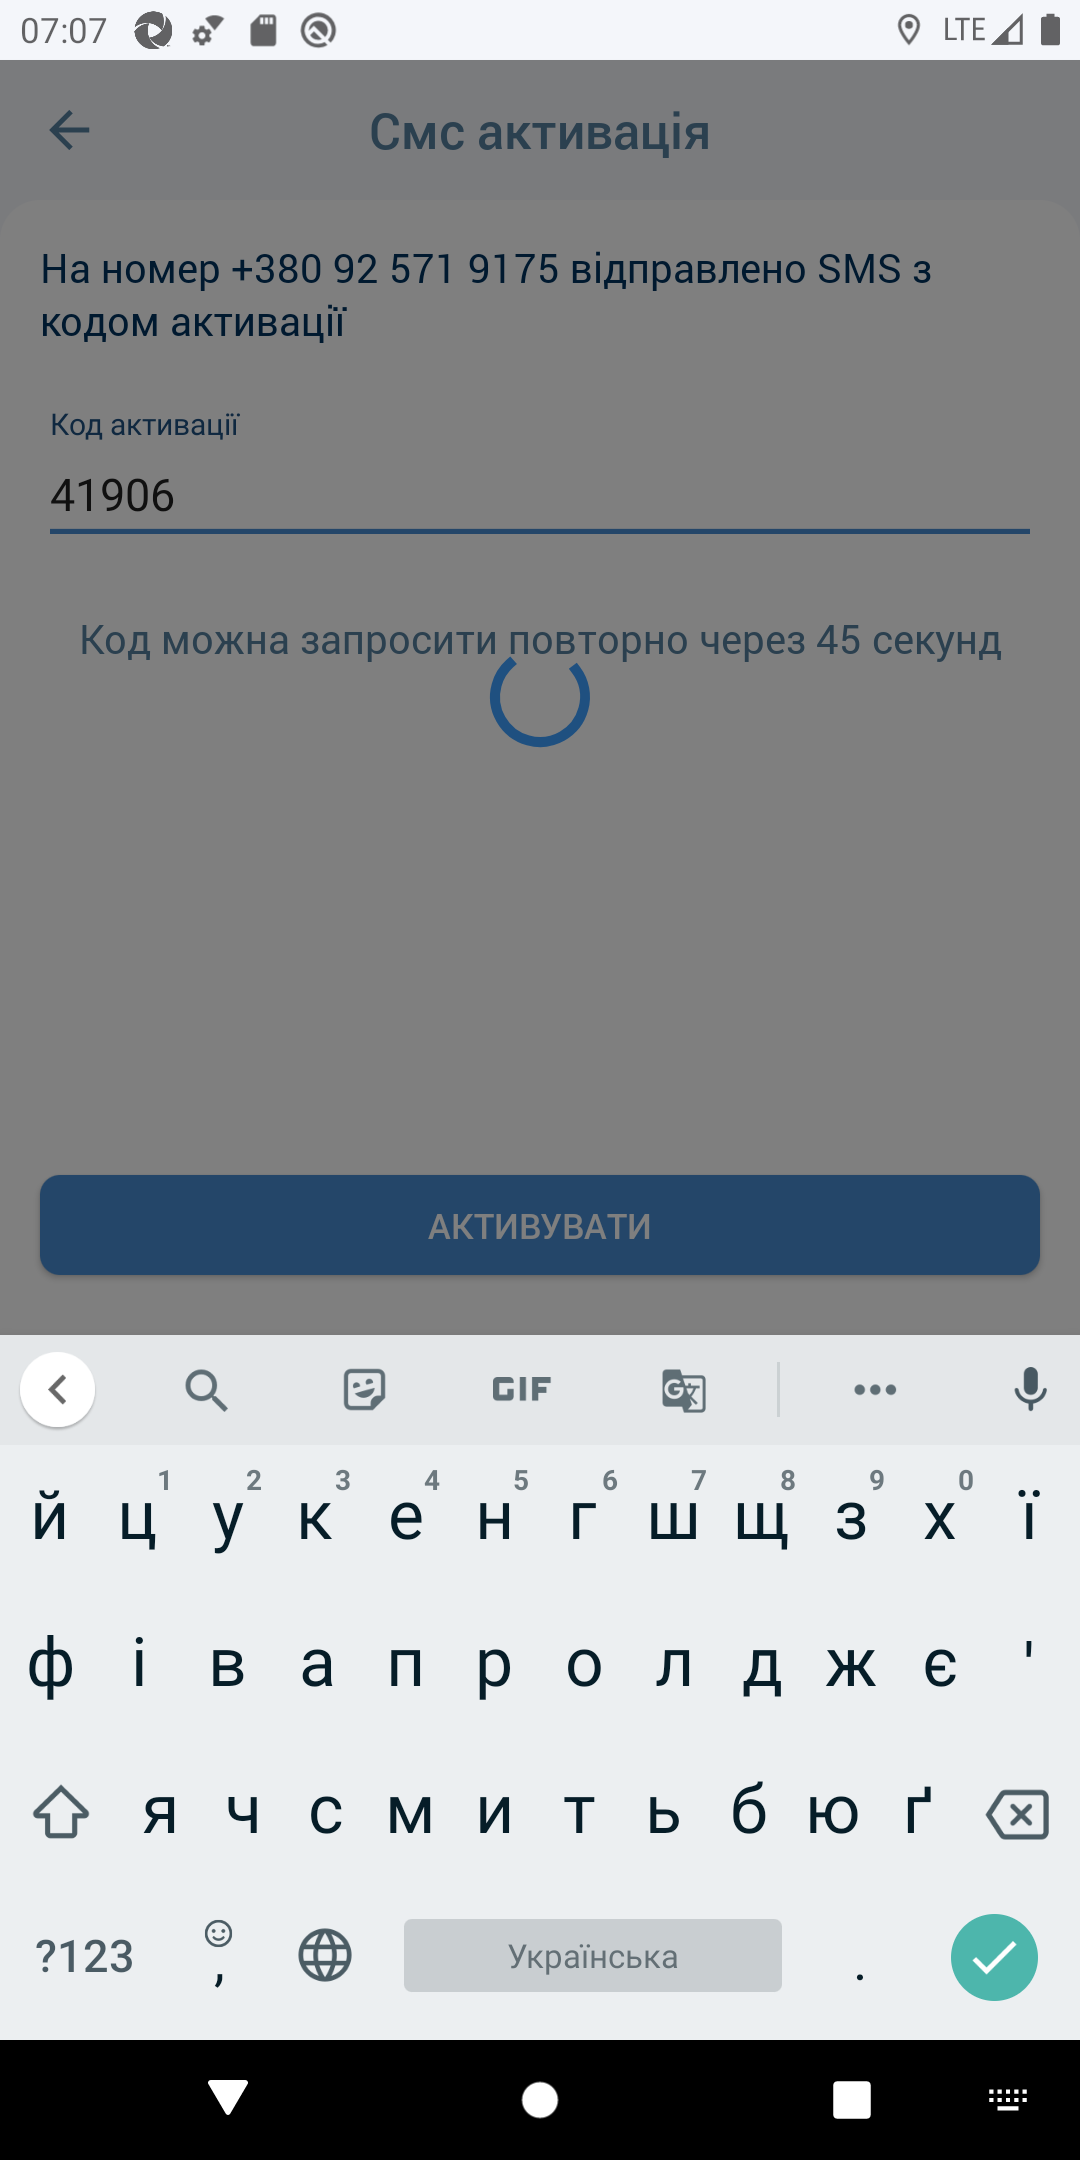 07:07 LTE
Смс активація
На номер +380 92 571 9175 відправлено SMS з
кодом активації
Код активації
41906
Код можна запросити повторно через 45 секунд
АКТИВУВАТИ
GIF
1 2 3 4 5 6 7 8 9 0
й ц у к е н г ш щ з х ї
ф і в а п р о л д ж є '
я ч с м и т ь б ю ґ
?123 , Українська .